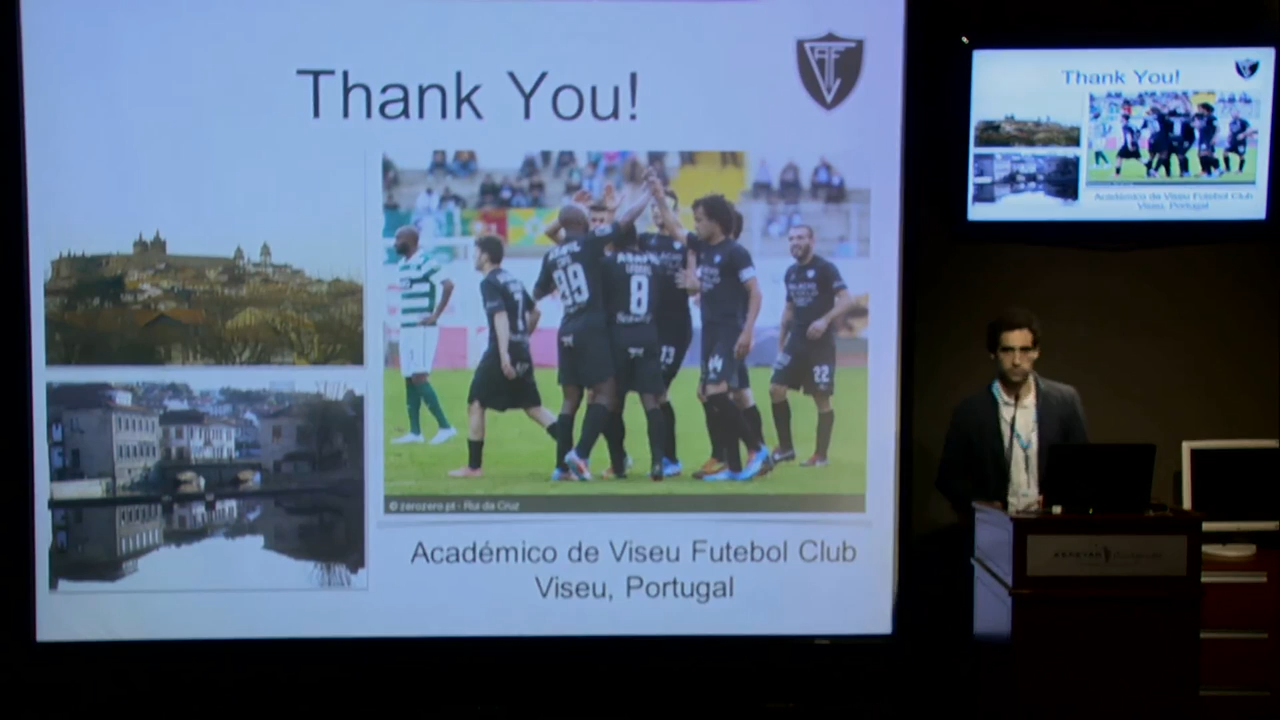 Thank You!
99
8
7
13
22
© zerozero.pt - Rui da Cruz
Académico de Viseu Futebol Club
Viseu, Portugal
Thank You!
Académico de Viseu Futebol Club
Viseu, Portugal